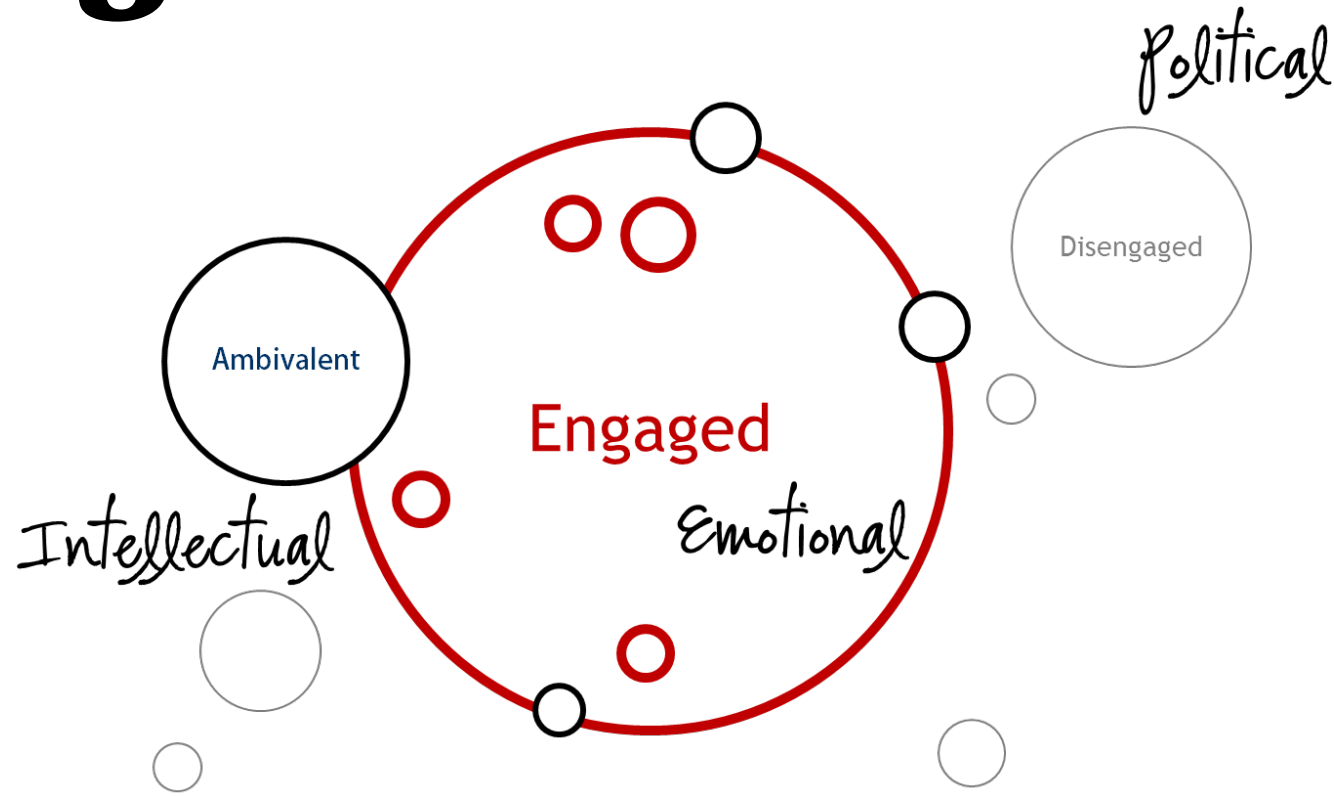 Political
Disengaged
Ambivalent
Engaged
Intellectual
Emotional